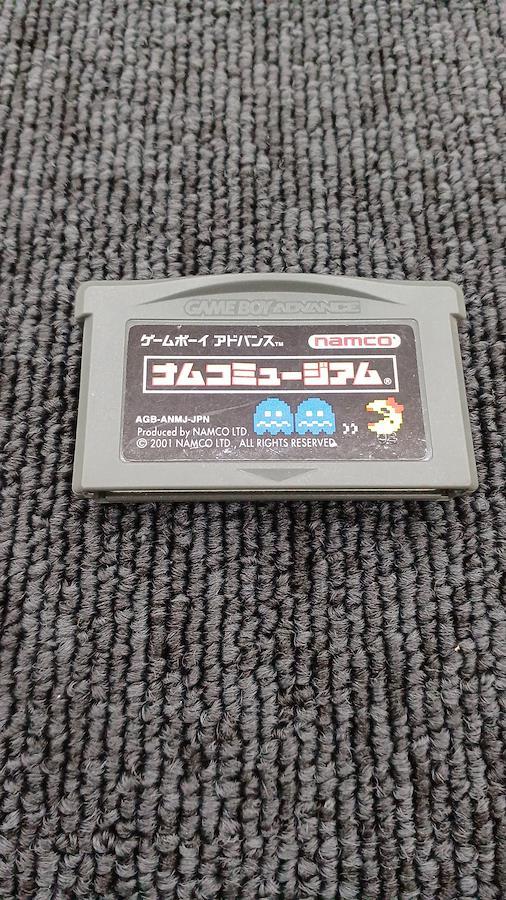 GAME BOY ADVANCE
ゲームボーイ アドバンス™ namco®
ナムコミュージアム®
AGB-ANMJ-JPN
Produced by NAMCO LTD.
© 2001 NAMCO LTD., ALL RIGHTS RESERVED